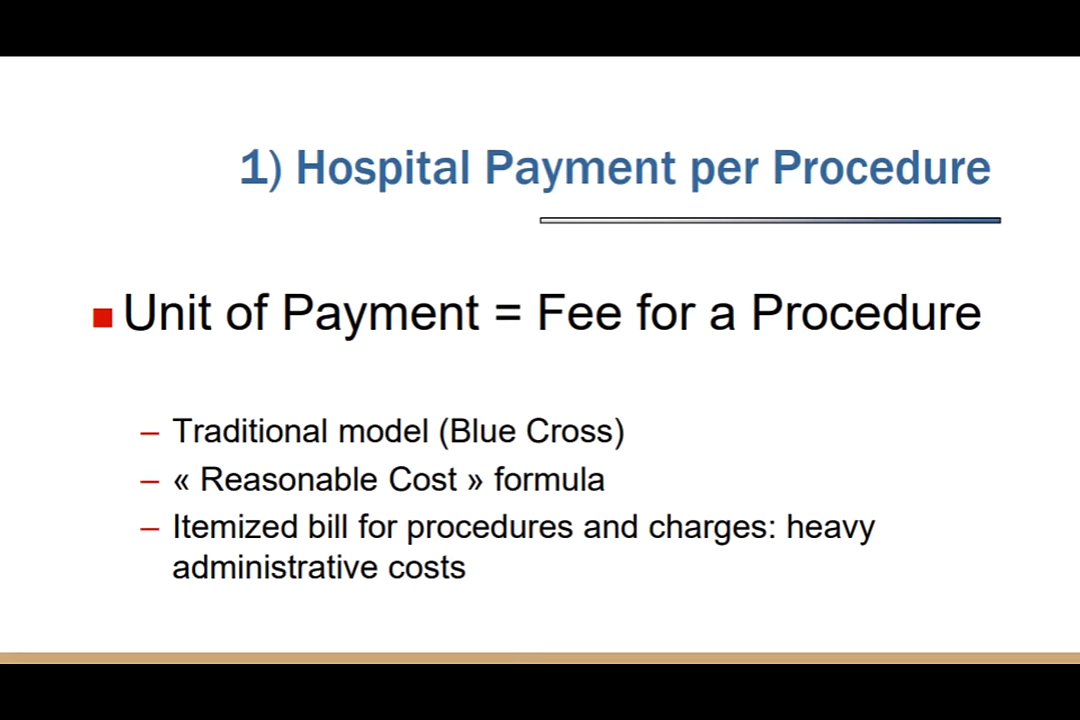 1) Hospital Payment per Procedure
Unit of Payment = Fee for a Procedure
– Traditional model (Blue Cross)
– « Reasonable Cost » formula
– Itemized bill for procedures and charges: heavy
administrative costs